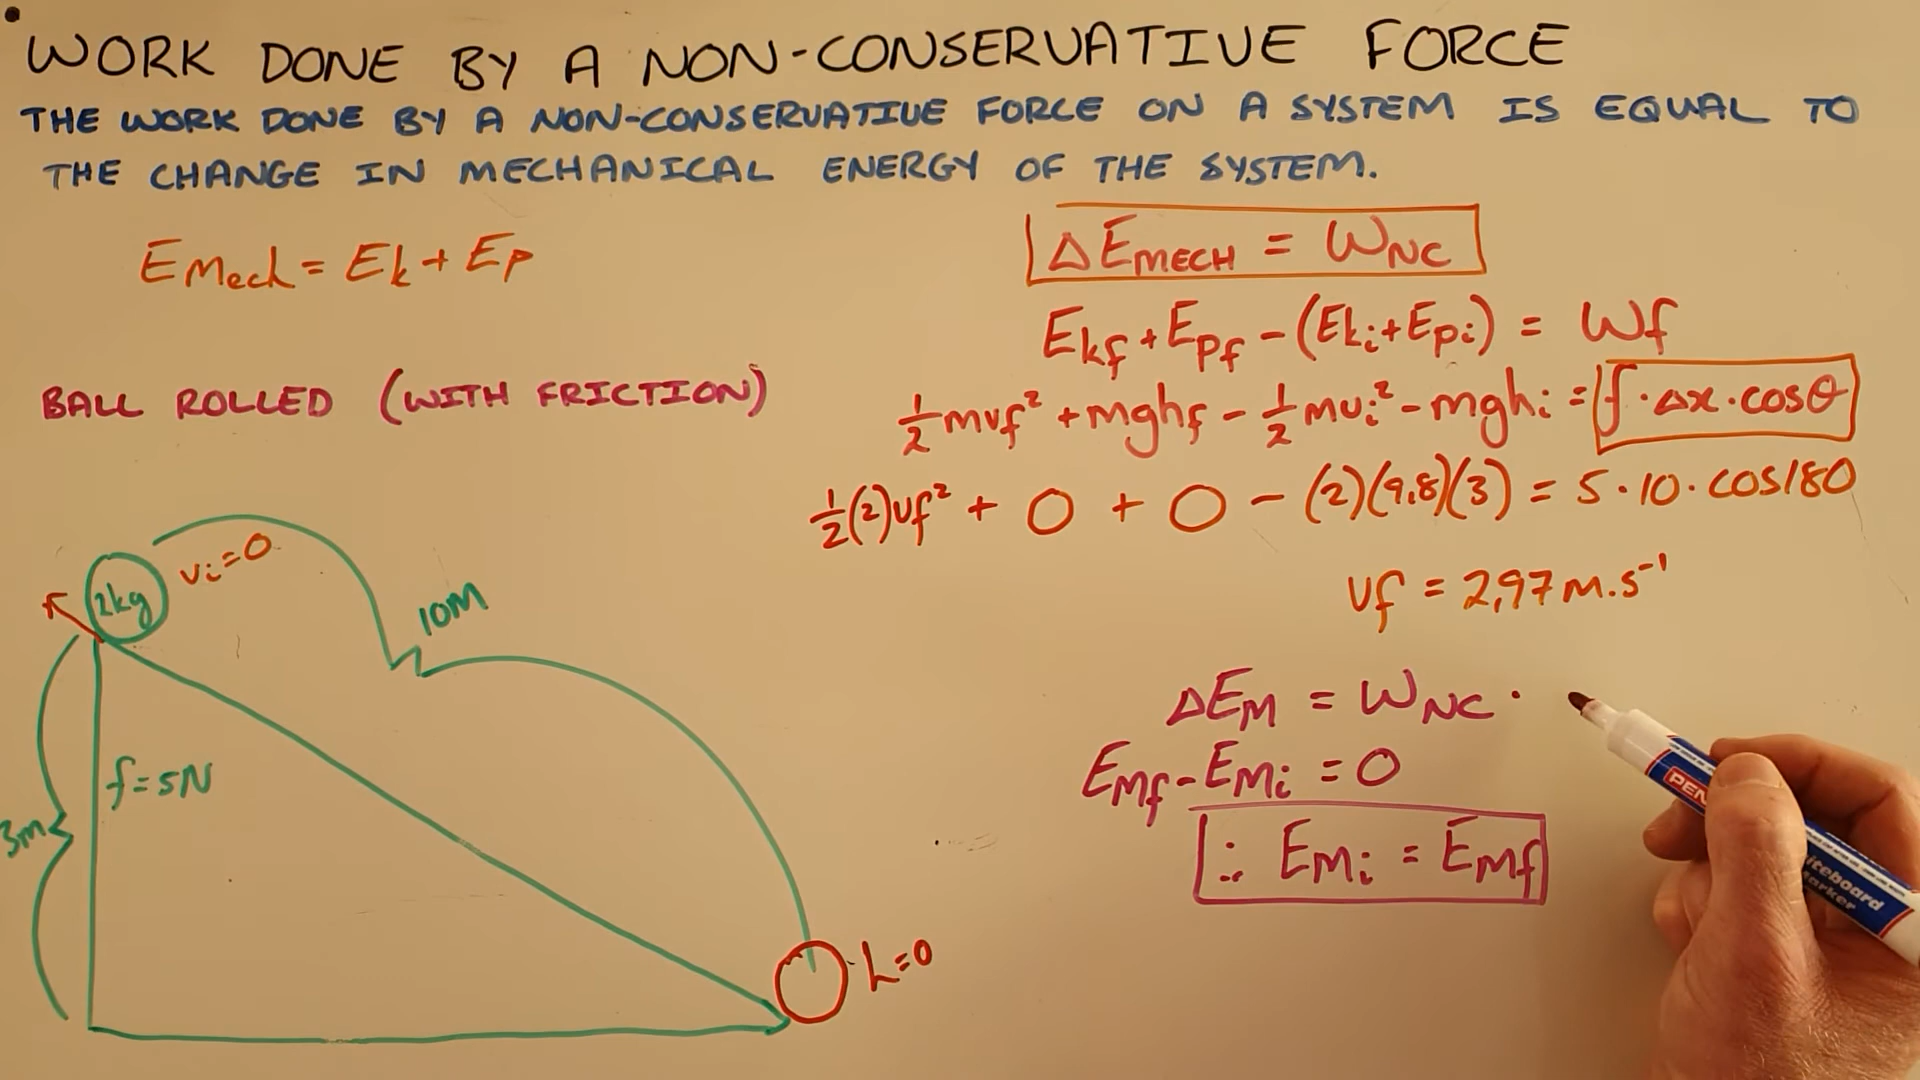 WORK DONE BY A NON-CONSERVATIVE FORCE
THE WORK DONE BY A NON-CONSERVATIVE FORCE ON A SYSTEM IS EQUAL TO
THE CHANGE IN MECHANICAL ENERGY OF THE SYSTEM.
EMech = Ek + Ep
BALL ROLLED (WITH FRICTION)
2kg
vi=0
10M
f=5N
3m
h=0
ΔEMECH = WNC
Ekf + Epf - (Eki + Epi) = Wf
½mvf² + mghf - ½mvi² - mghi = f·Δx·cosθ
½(2)vf² + 0 + 0 - (2)(9,8)(3) = 5·10·cos180
vf = 2,97 m.s⁻¹
ΔEM = WNC
EMf - EMi = 0
∴ EMi = EMf
PEN
iteboard
arker